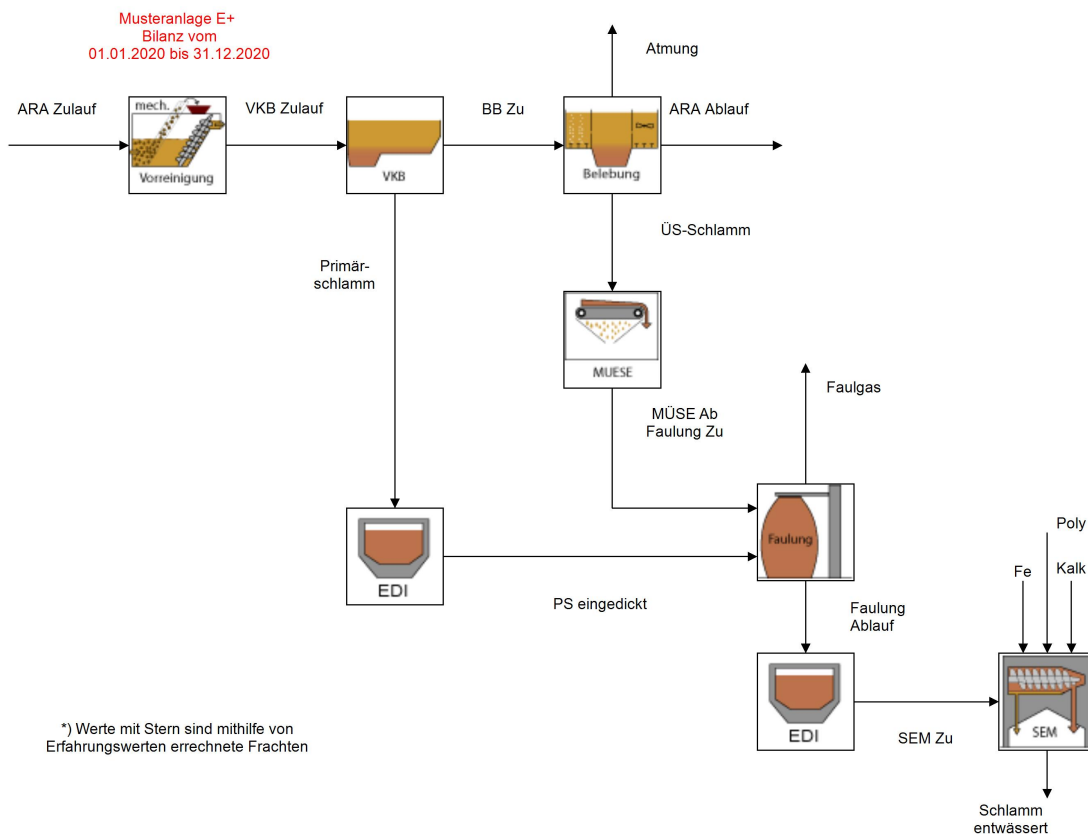 Musteranlage E+
Bilanz vom
01.01.2020 bis 31.12.2020
Atmung
ARA Zulauf
mech.
Vorreinigung
VKB Zulauf
VKB
BB Zu
Belebung
ARA Ablauf
ÜS-Schlamm
Primär-
schlamm
MUESE
MÜSE Ab
Faulung Zu
Faulgas
Faulung
EDI
PS eingedickt
Faulung
Ablauf
Poly
Fe
Kalk
EDI
SEM Zu
SEM
Schlamm
entwässert
*) Werte mit Stern sind mithilfe von
Erfahrungswerten errechnete Frachten